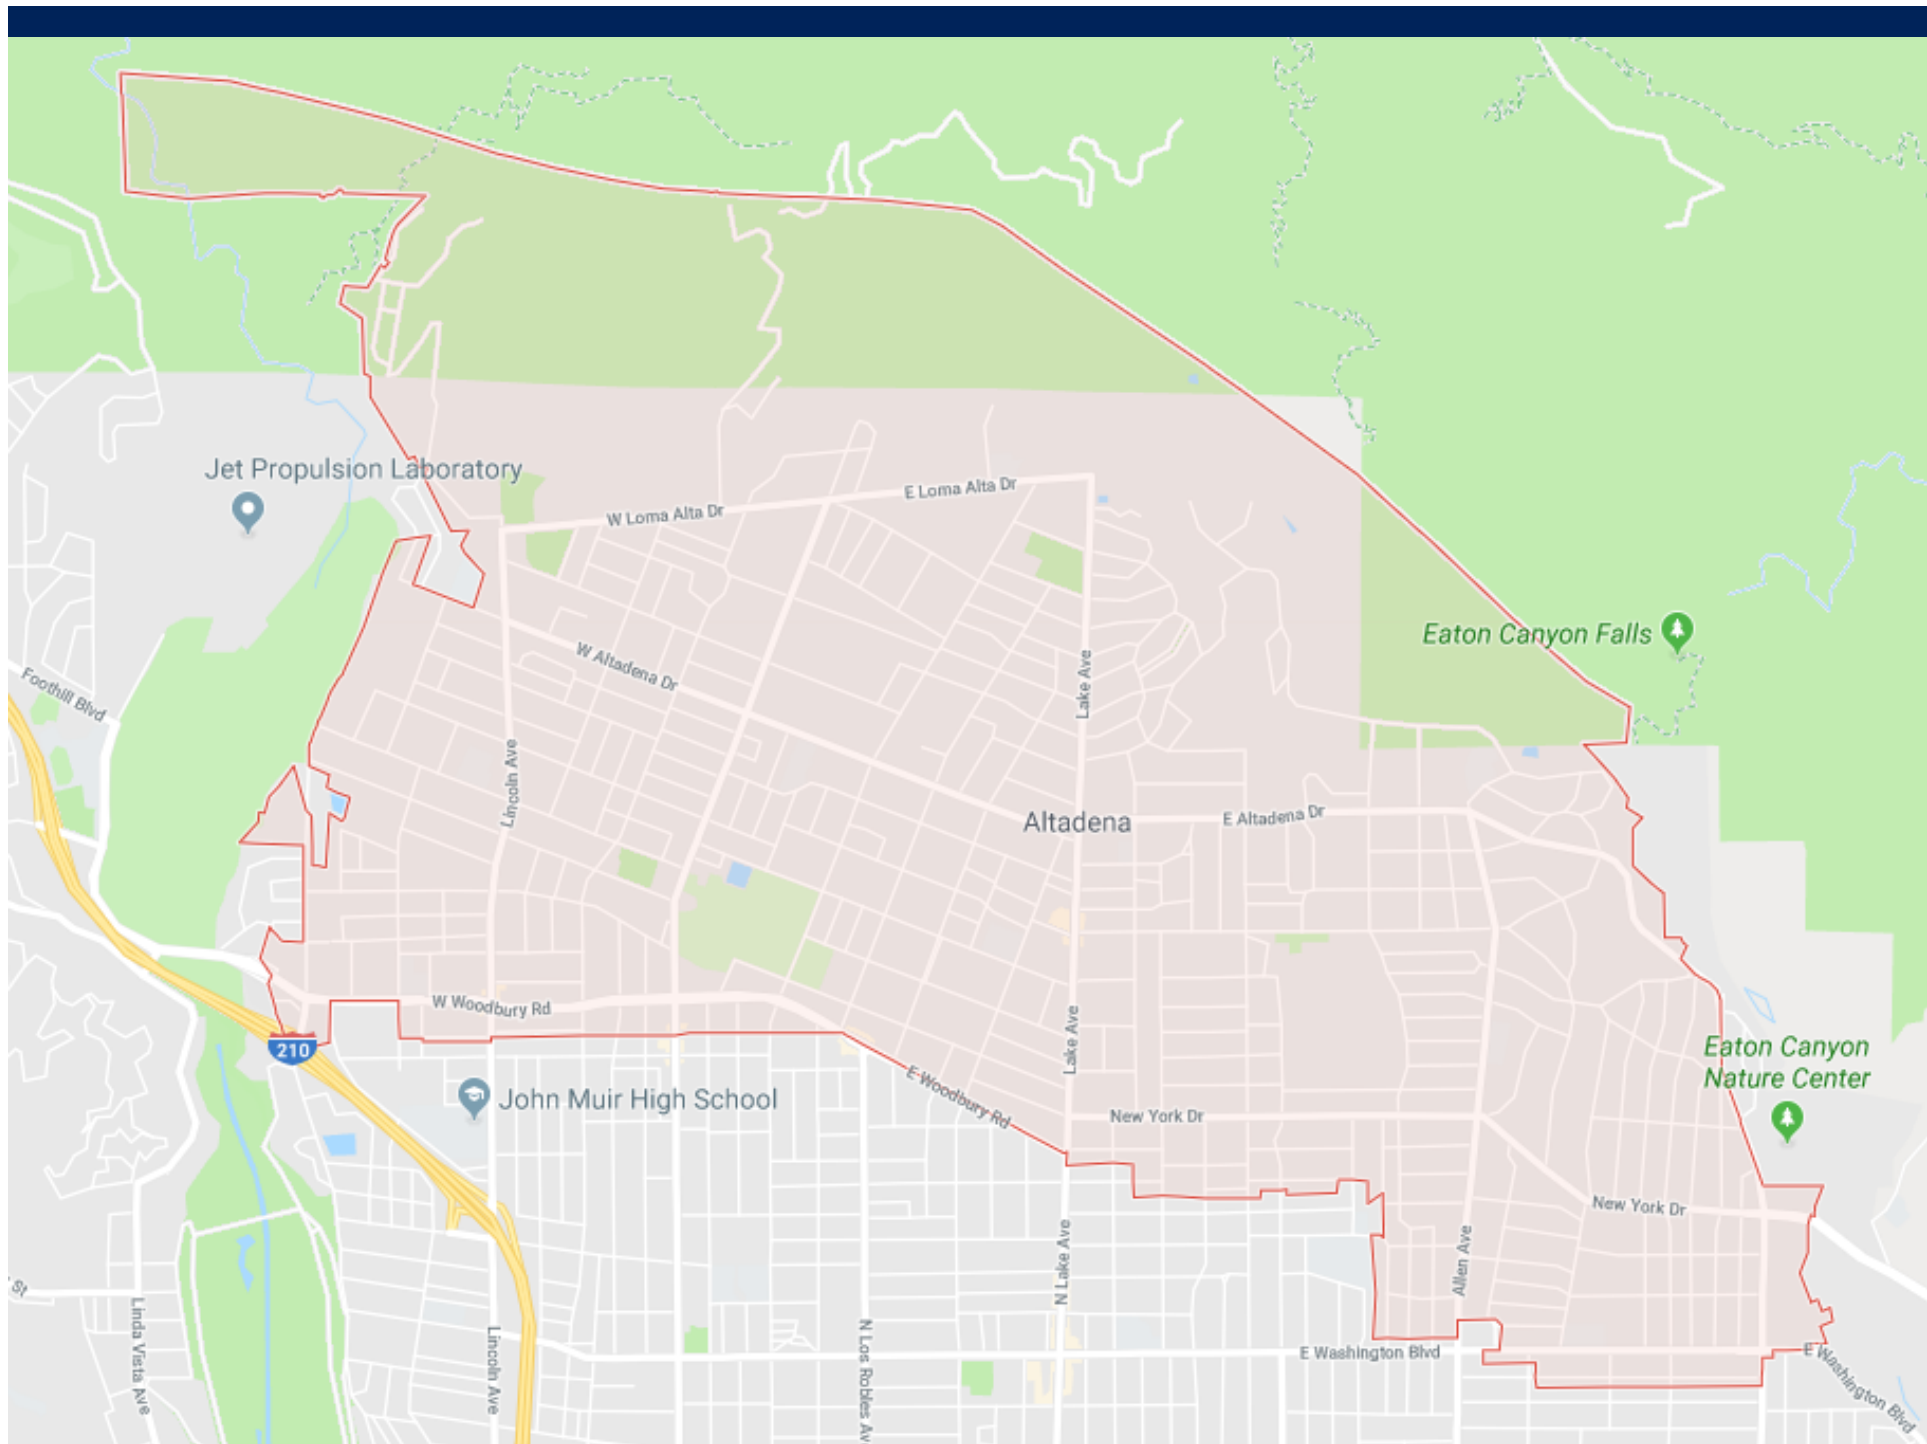 Jet Propulsion Laboratory
W Loma Alta Dr
E Loma Alta Dr
Eaton Canyon Falls
Foothill Blvd
W Altadena Dr
Lake Ave
Lincoln Ave
Altadena
E Altadena Dr
W Woodbury Rd
Lake Ave
210
Eaton Canyon
Nature Center
John Muir High School
E Woodbury Rd
New York Dr
New York Dr
St
Linda Vista Ave
Lincoln Ave
N Los Robles Av
N Lake Ave
Allen Ave
E Washington Blvd
E Washington Blvd